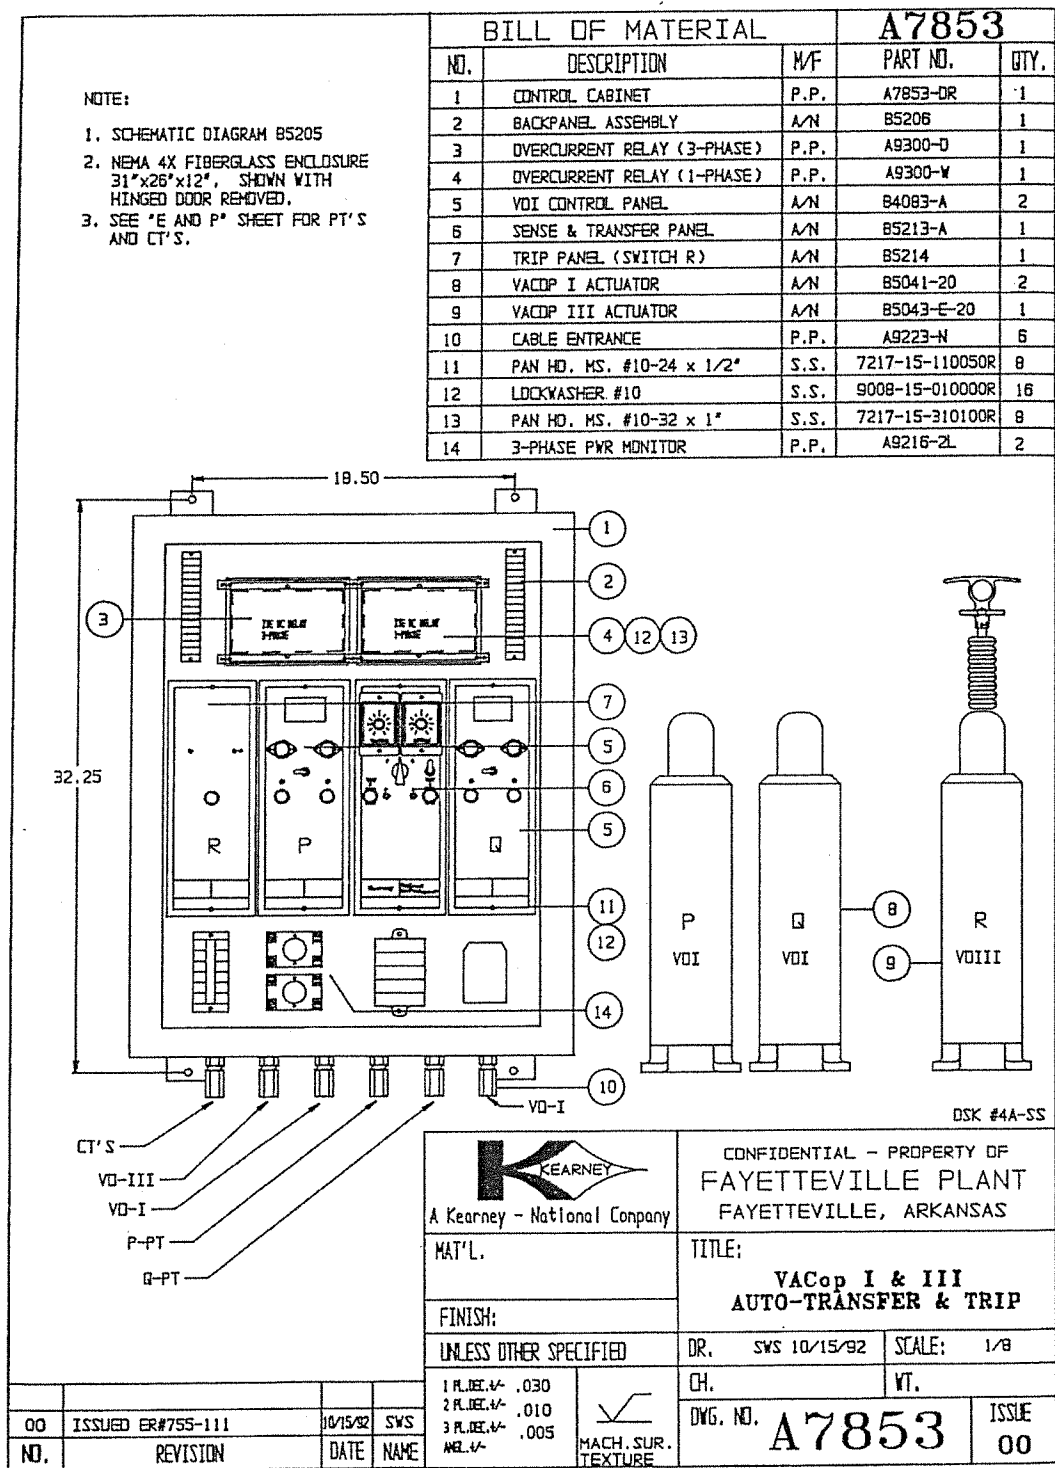 BILL OF MATERIAL A7853
NO. DESCRIPTION M/F PART NO. QTY.
1 CONTROL CABINET P.P. A7853-DR 1
2 BACKPANEL ASSEMBLY A/N B5206 1
3 OVERCURRENT RELAY (3-PHASE) P.P. A9300-D 1
4 OVERCURRENT RELAY (1-PHASE) P.P. A9300-W 1
5 VOI CONTROL PANEL A/N B4083-A 2
6 SENSE & TRANSFER PANEL A/N B5213-A 1
7 TRIP PANEL (SWITCH R) A/N B5214 1
8 VACOP I ACTUATOR A/N B5041-20 2
9 VACOP III ACTUATOR A/N B5043-E-20 1
10 CABLE ENTRANCE P.P. A9223-N 6
11 PAN HD. MS. #10-24 x 1/2" S.S. 7217-15-110050R 8
12 LOCKWASHER #10 S.S. 9008-15-010000R 16
13 PAN HD. MS. #10-32 x 1" S.S. 7217-15-310100R 8
14 3-PHASE PWR MONITOR P.P. A9216-2L 2
NOTE:
1. SCHEMATIC DIAGRAM B5205
2. NEMA 4X FIBERGLASS ENCLOSURE
31"x26"x12", SHOWN WITH
HINGED DOOR REMOVED.
3. SEE "E AND P" SHEET FOR PT'S
AND CT'S.
18.50
32.25
1
2
3
4 12 13
7
5
6
5
11
12
14
10
R
P
Q
P
VOI
Q
VOI
R
VOIII
8
9
VO-I
CT'S
VO-III
VO-I
P-PT
Q-PT
DSK #4A-SS
KEARNEY
A Kearney - National Company
CONFIDENTIAL - PROPERTY OF
FAYETTEVILLE PLANT
FAYETTEVILLE, ARKANSAS
MAT'L.
TITLE:
VACop I & III
AUTO-TRANSFER & TRIP
FINISH:
UNLESS OTHER SPECIFIED
DR. SWS 10/15/92 SCALE: 1/8
CH. WT.
1 PL.DEC.+/- .030
2 PL.DEC.+/- .010
3 PL.DEC.+/- .005
ANGL.+/-
MACH.SUR.
TEXTURE
DWG. NO. A7853
ISSUE
00
00 ISSUED ER#755-111 10/15/92 SWS
NO. REVISION DATE NAME